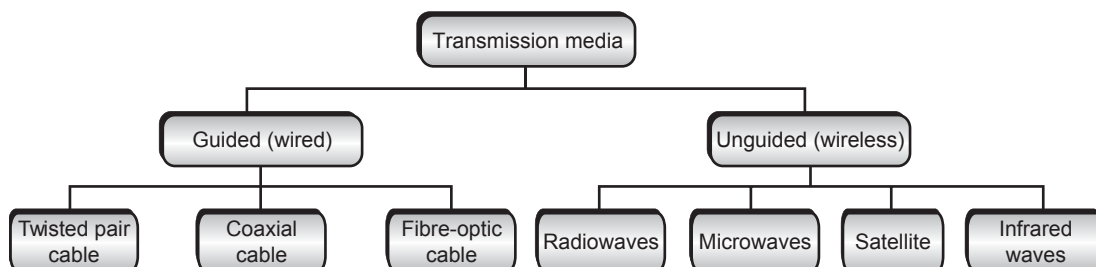 Transmission media
Guided (wired)
Unguided (wireless)
Twisted pair
cable
Coaxial
cable
Fibre-optic
cable
Radiowaves
Microwaves
Satellite
Infrared
waves